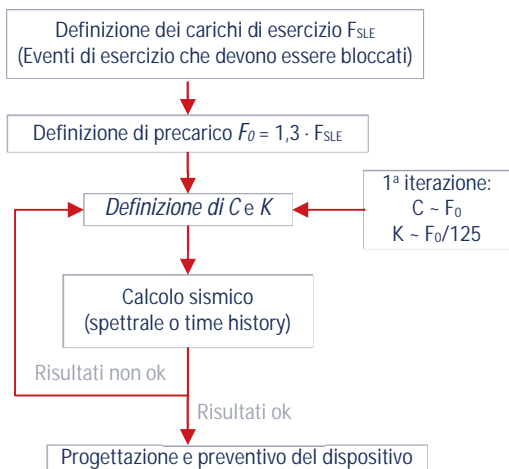 Definizione dei carichi di esercizio FSLE
(Eventi di esercizio che devono essere bloccati)
Definizione di precarico F0 = 1,3 · FSLE
Definizione di C e K
1ª iterazione:
C ~ F0
K ~ F0/125
Calcolo sismico
(spettrale o time history)
Risultati non ok
Risultati ok
Progettazione e preventivo del dispositivo